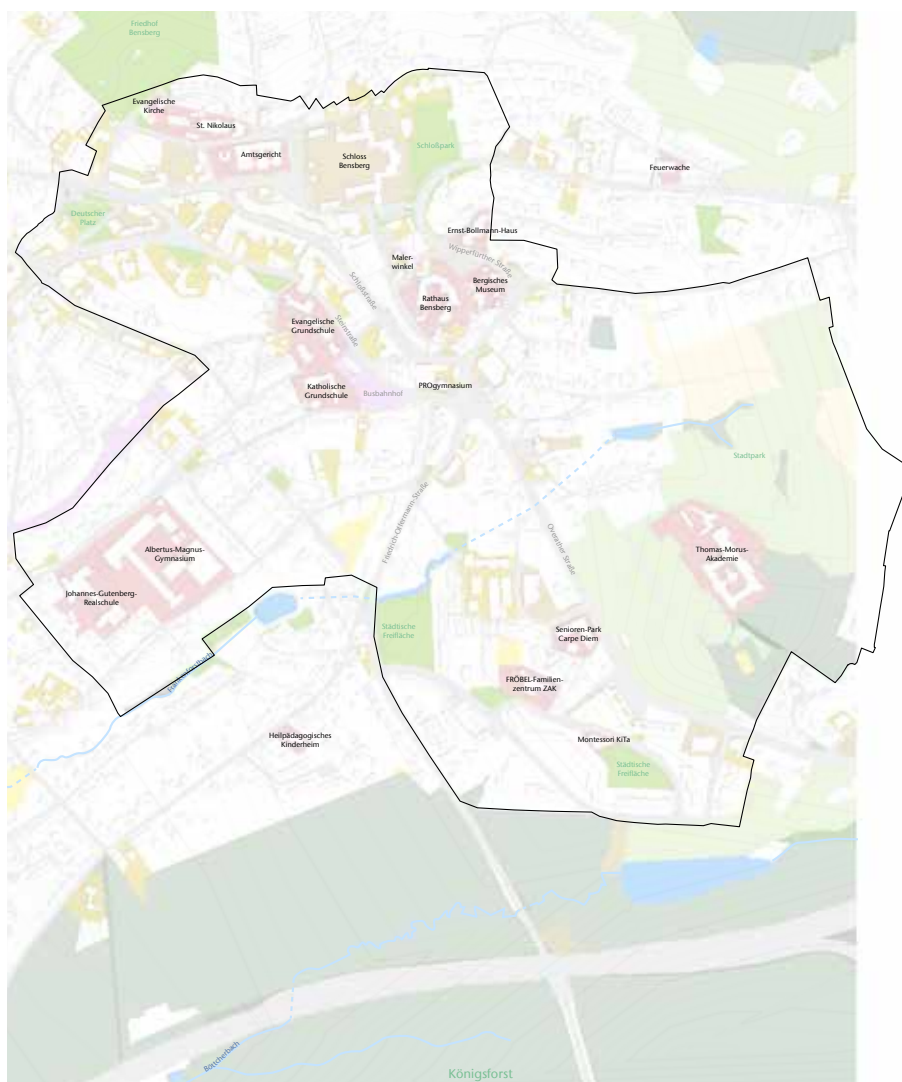 Friedhof
Bensberg
Evangelische
Kirche
St. Nikolaus
Amtsgericht
Schloss
Bensberg
Schloßpark
Feuerwache
Deutscher
Platz
Ernst-Bollmann-Haus
Wipperfürther Straße
Maler-
winkel
Bergisches
Museum
Schloßstraße
Rathaus
Bensberg
Steinstraße
Evangelische
Grundschule
Katholische
Grundschule
Busbahnhof
PROgymnasium
Stadtpark
Friedrich-Offermann-Straße
Overather Straße
Albertus-Magnus-
Gymnasium
Thomas-Morus-
Akademie
Johannes-Gutenberg-
Realschule
Städtische
Freifläche
Senioren-Park
Carpe Diem
FRÖBEL-Familien-
zentrum ZAK
Heilpädagogisches
Kinderheim
Montessori KiTa
Städtische
Freifläche
Böttcherbach
Königsforst